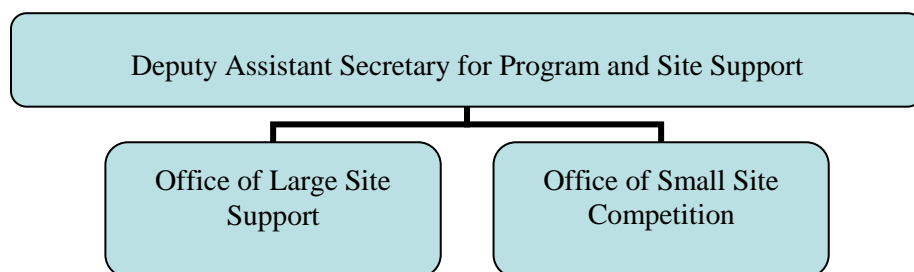 Deputy Assistant Secretary for Program and Site Support
Office of Large Site
Support
Office of Small Site
Competition